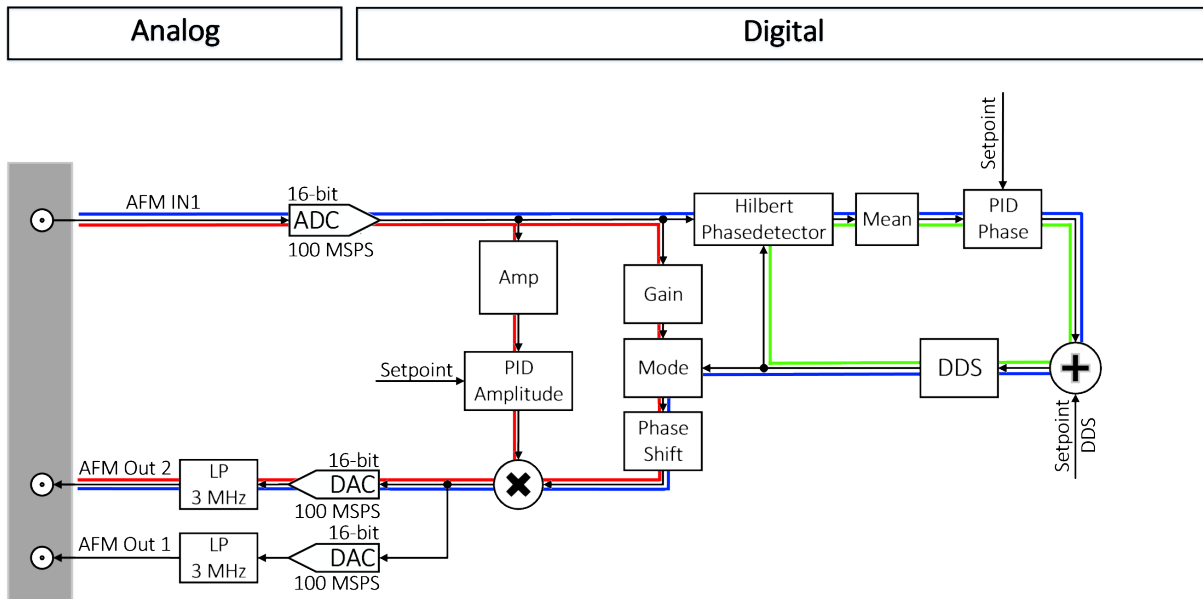 Analog
Digital
Setpoint
AFM IN1
16-bit
ADC
100 MSPS
Hilbert
Phasedetector
Mean
PID
Phase
Amp
Gain
Setpoint
PID
Amplitude
Mode
DDS
Phase
Shift
Setpoint
DDS
AFM Out 2
LP
3 MHz
16-bit
DAC
100 MSPS
AFM Out 1
LP
3 MHz
16-bit
DAC
100 MSPS